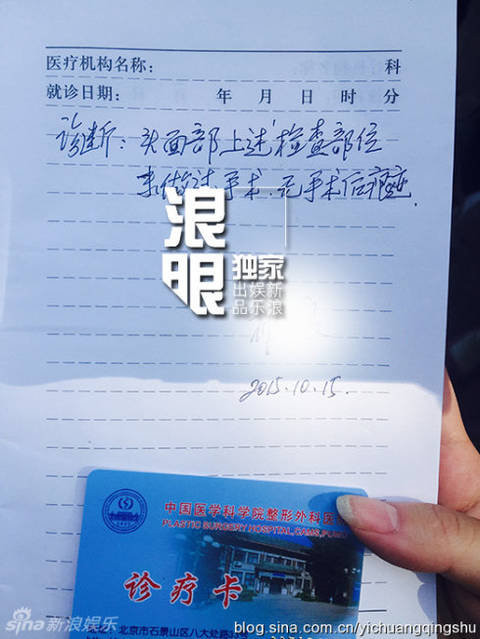 医疗机构名称: 科
就诊日期: 年 月 日 时 分
诊断: 头面部上述检查部位
未做过手术、无手术后痕迹.
浪眼
独家
新浪娱乐出品
2015.10.15.
中国医学科学院整形外科医
PLASTIC SURGERY HOSPITAL, CAMS, PUMC
诊疗卡
北京市石景山区八大处路
sina新浪娱乐
blog.sina.com.cn/yichuangqingshu